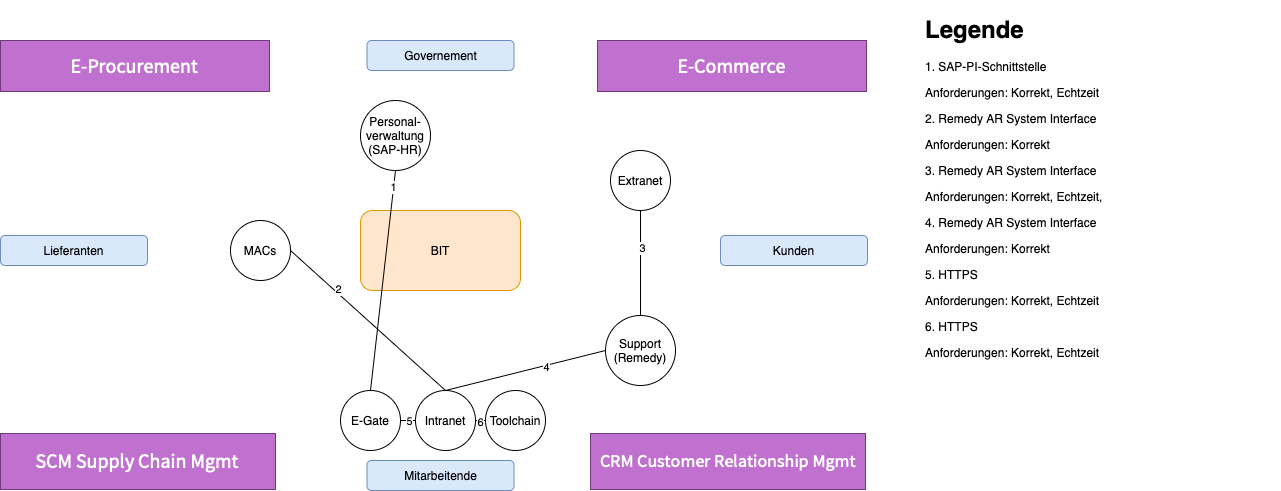 Legende
E-Procurement
Governement
E-Commerce
1. SAP-PI-Schnittstelle
Anforderungen: Korrekt, Echtzeit
2. Remedy AR System Interface
Anforderungen: Korrekt
3. Remedy AR System Interface
Anforderungen: Korrekt, Echtzeit,
4. Remedy AR System Interface
Anforderungen: Korrekt
5. HTTPS
Anforderungen: Korrekt, Echtzeit
6. HTTPS
Anforderungen: Korrekt, Echtzeit
Personal-
verwaltung
(SAP-HR)
1
Extranet
Lieferanten
MACs
BIT
3
Kunden
2
Support
(Remedy)
4
E-Gate
5
Intranet
6
Toolchain
SCM Supply Chain Mgmt
Mitarbeitende
CRM Customer Relationship Mgmt